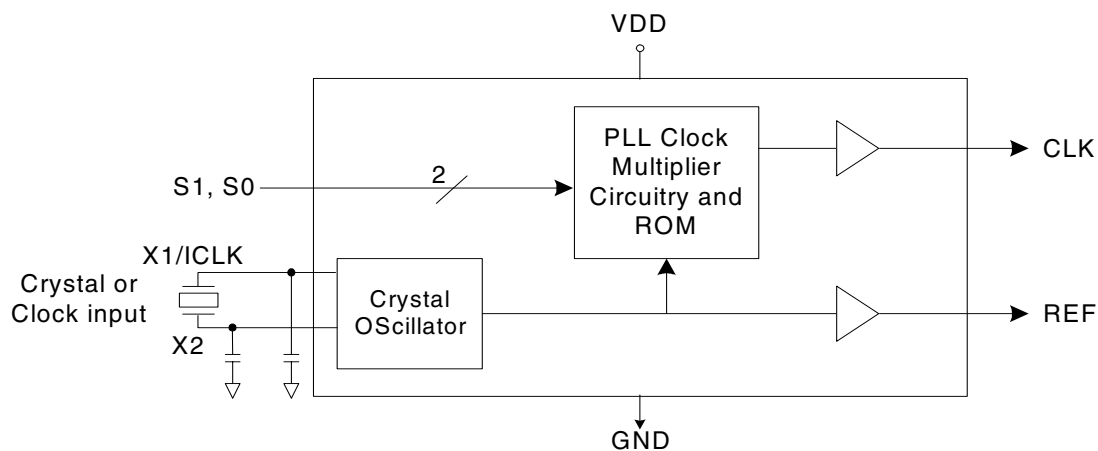 VDD
PLL Clock
Multiplier
Circuitry and
ROM
CLK
2
S1, S0
X1/ICLK
Crystal or
Clock input
X2
Crystal
OScillator
REF
GND